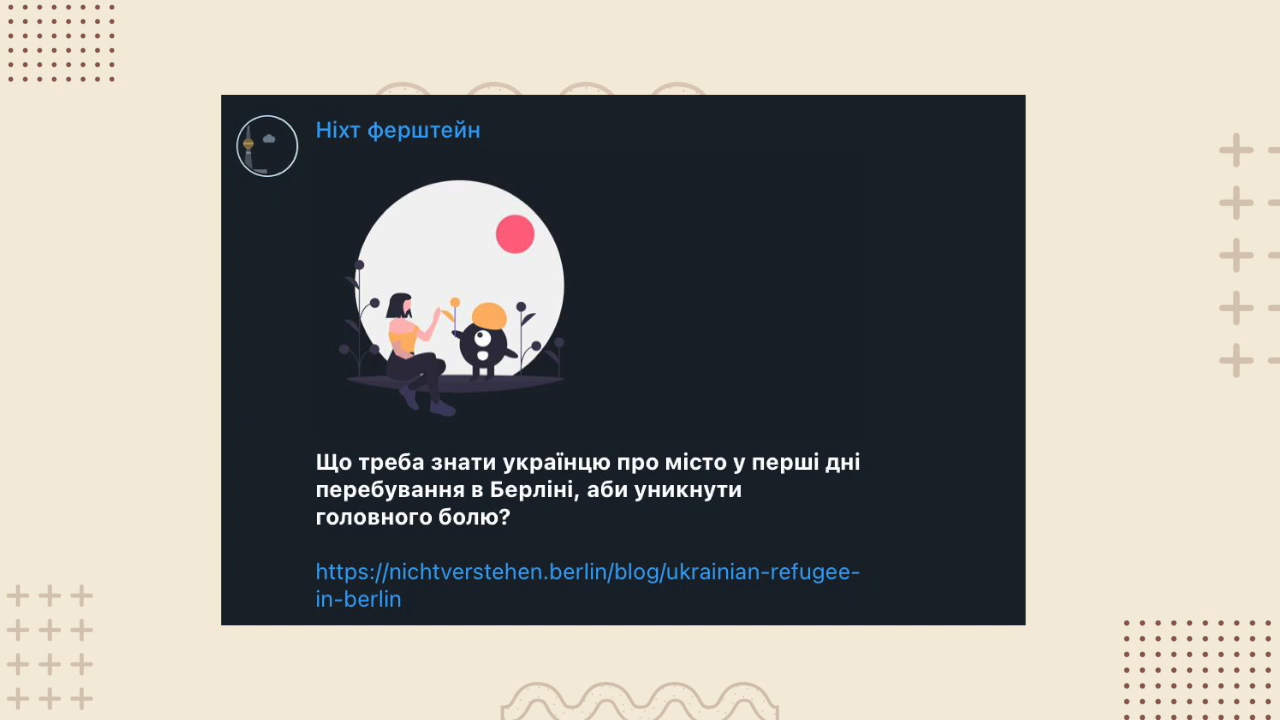 Ніхт ферштейн
Що треба знати українцю про місто у перші дні
перебування в Берліні, аби уникнути
головного болю?
https://nichtverstehen.berlin/blog/ukrainian-refugee-
in-berlin